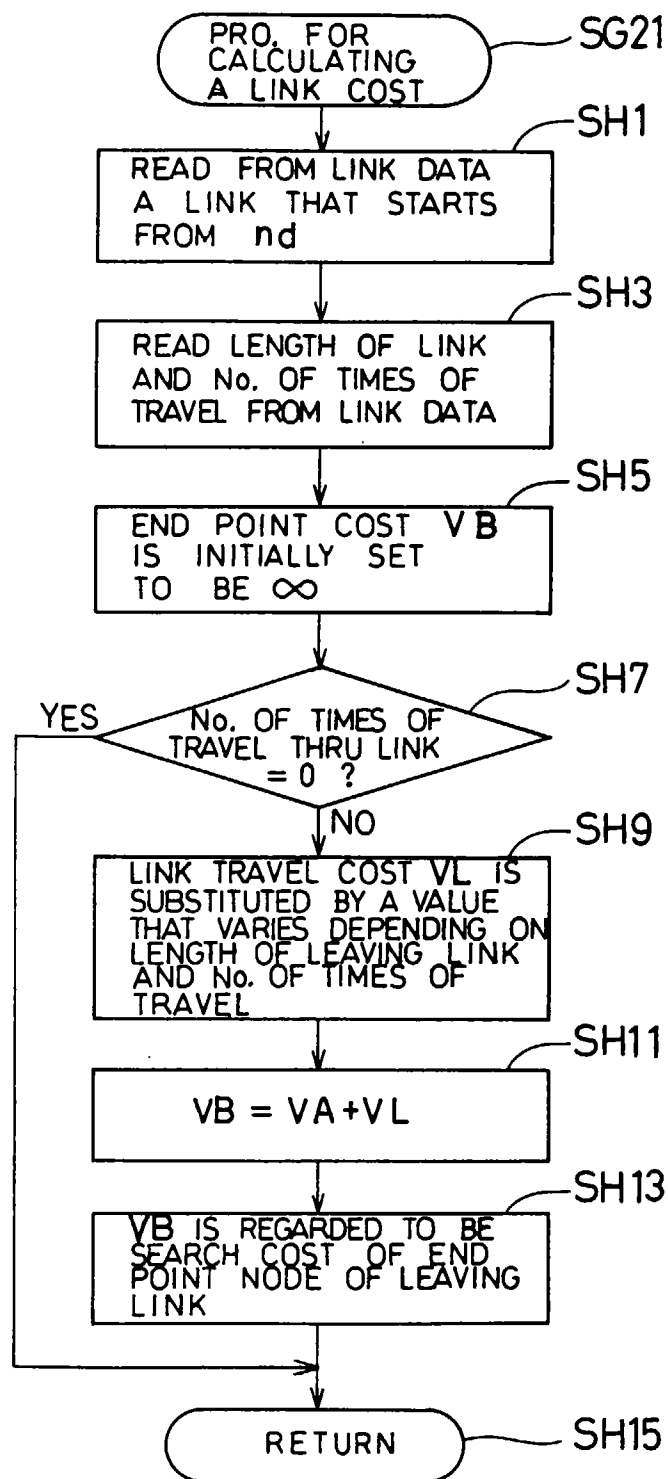 PRO. FOR
CALCULATING
A LINK COST
SG21
SH1
READ FROM LINK DATA
A LINK THAT STARTS
FROM nd
SH3
READ LENGTH OF LINK
AND No. OF TIMES OF
TRAVEL FROM LINK DATA
SH5
END POINT COST VB
IS INITIALLY SET
TO BE ∞
SH7
YES
No. OF TIMES OF
TRAVEL THRU LINK
= 0 ?
NO
SH9
LINK TRAVEL COST VL IS
SUBSTITUTED BY A VALUE
THAT VARIES DEPENDING ON
LENGTH OF LEAVING LINK
AND No. OF TIMES OF
TRAVEL
SH11
VB = VA+VL
SH13
VB IS REGARDED TO BE
SEARCH COST OF END
POINT NODE OF LEAVING
LINK
RETURN
SH15